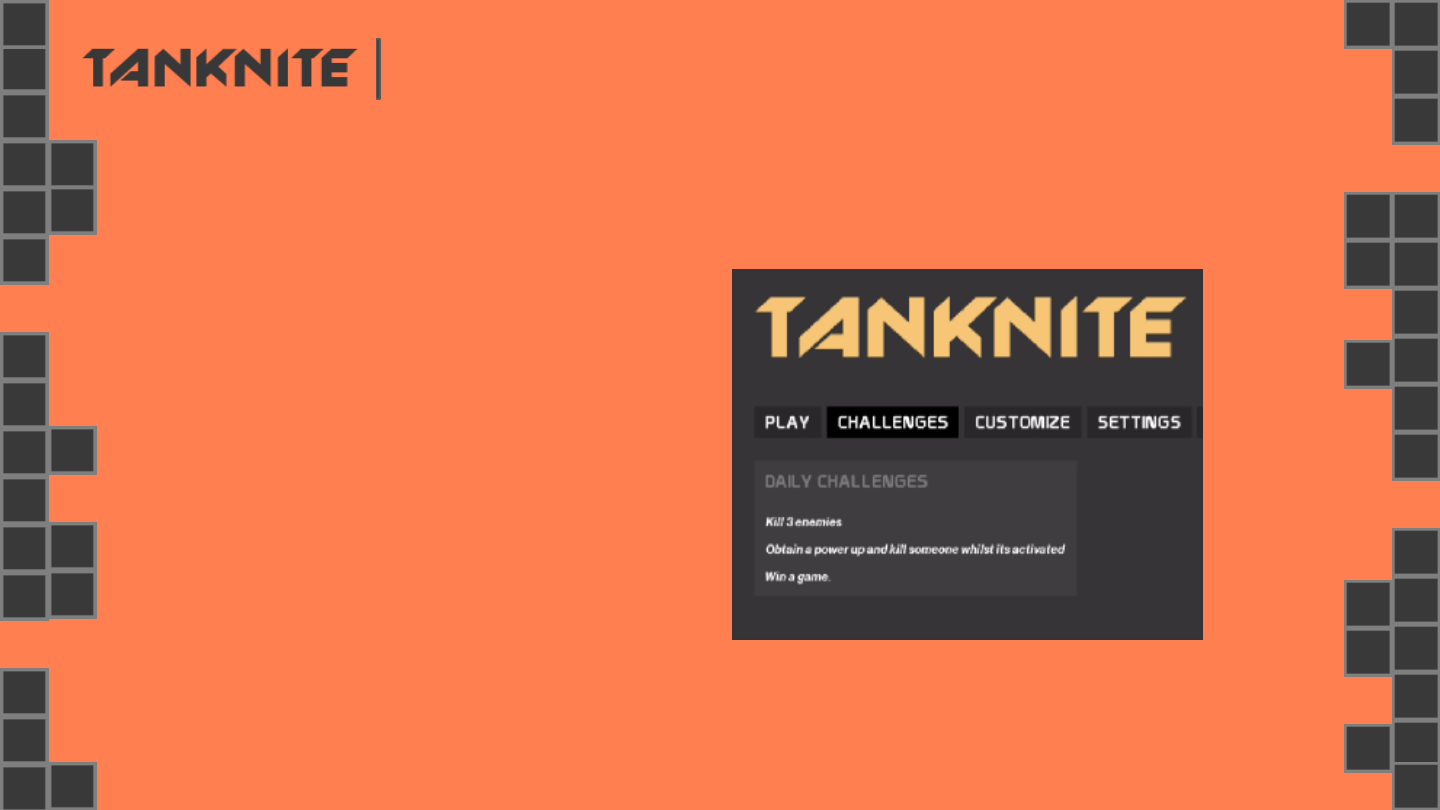 TANKNITE
TANKNITE
PLAY CHALLENGES CUSTOMIZE SETTINGS
DAILY CHALLENGES
Kill 3 enemies
Obtain a power up and kill someone whilst its activated
Win a game.